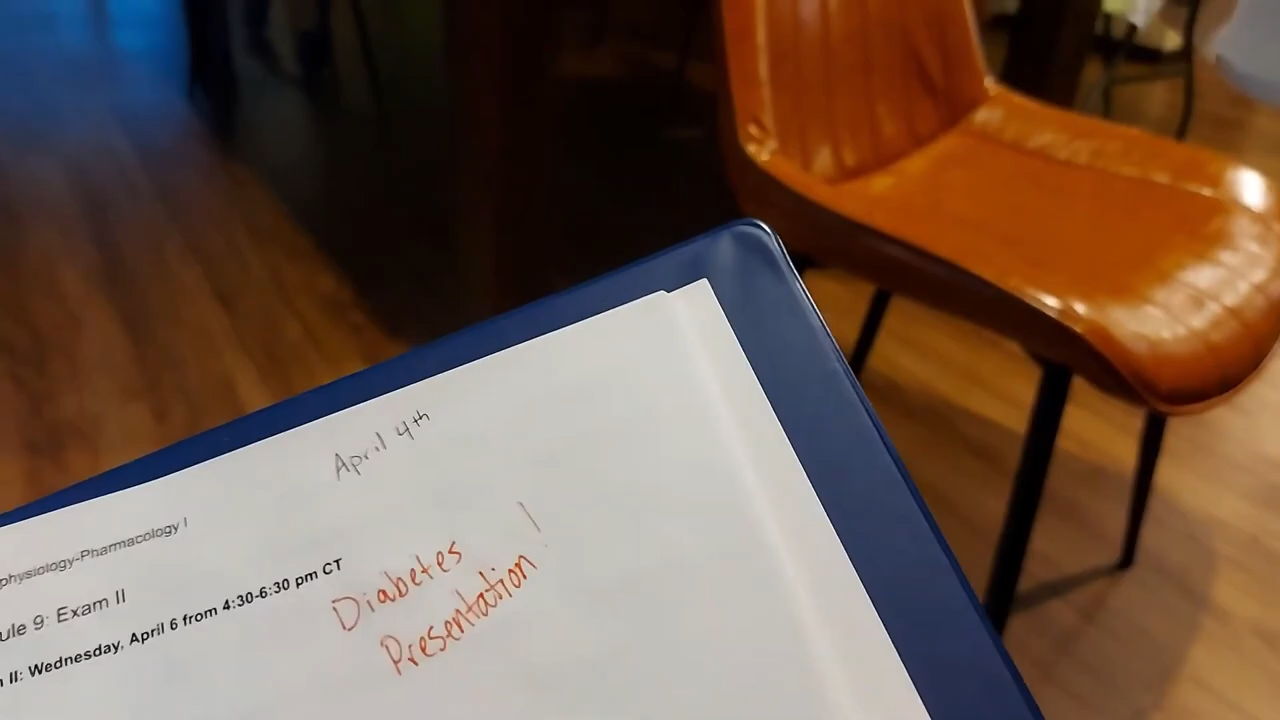 April 4th
physiology-Pharmacology I
ule 9: Exam II
II: Wednesday, April 6 from 4:30-6:30 pm CT
Diabetes
Presentation!